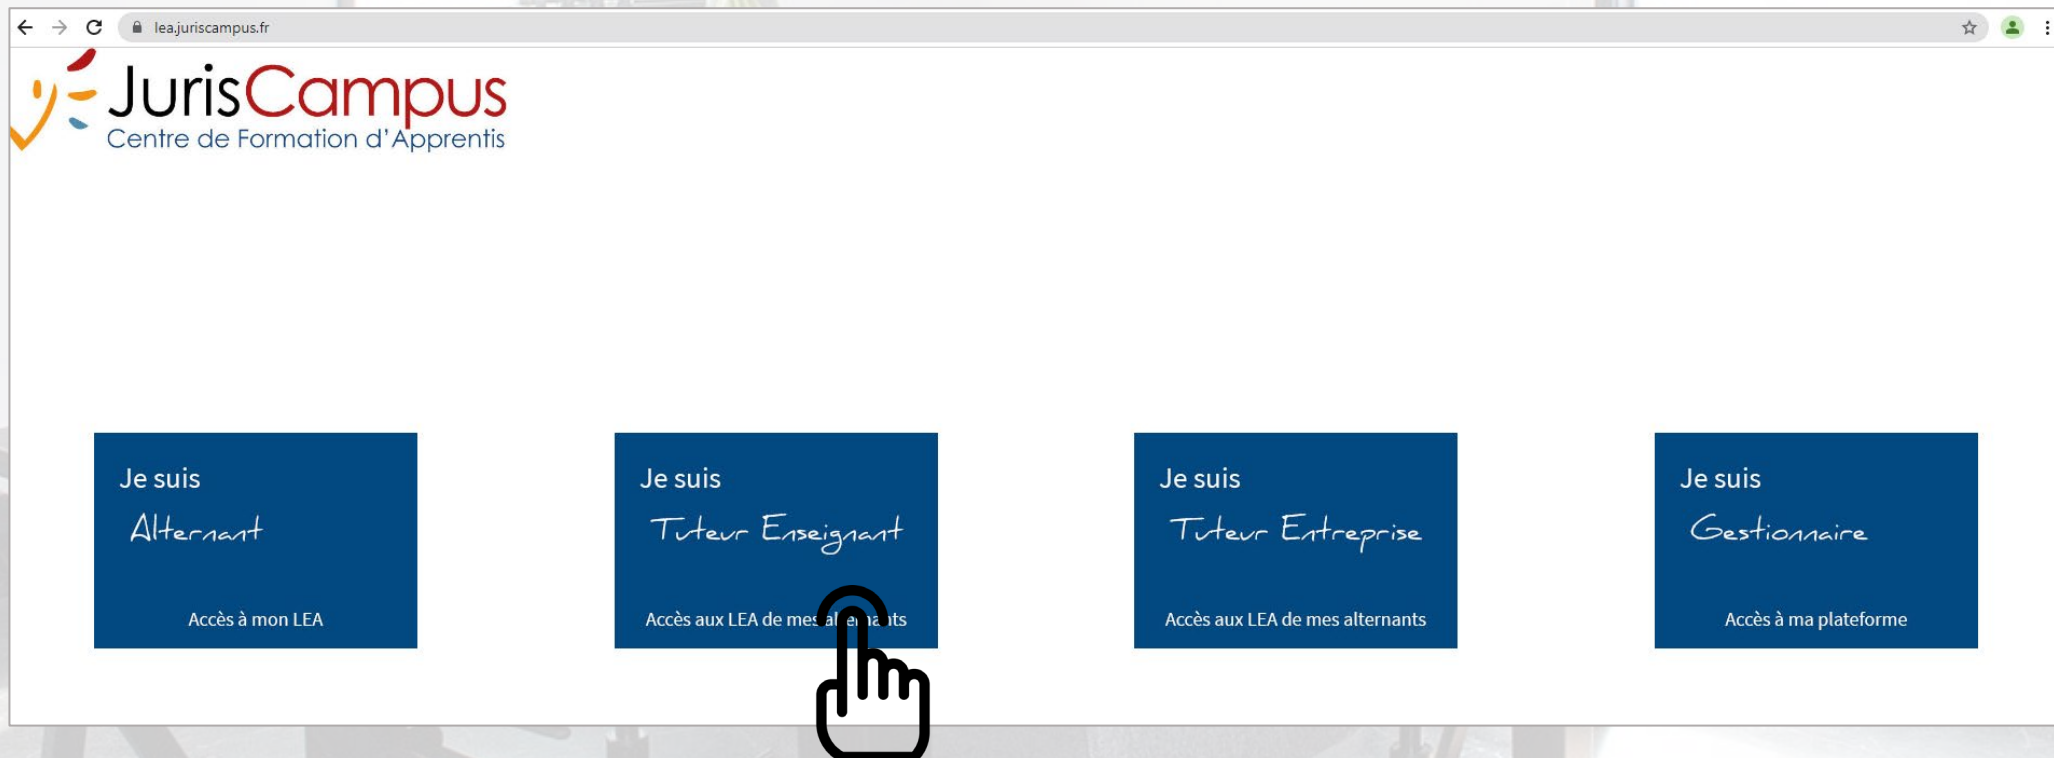 lea.juriscampus.fr
JurisCampus
Centre de Formation d'Apprentis
Je suis
Alternant
Accès à mon LEA
Je suis
Tuteur Enseignant
Accès aux LEA de mes alternants
Je suis
Tuteur Entreprise
Accès aux LEA de mes alternants
Je suis
Gestionnaire
Accès à ma plateforme